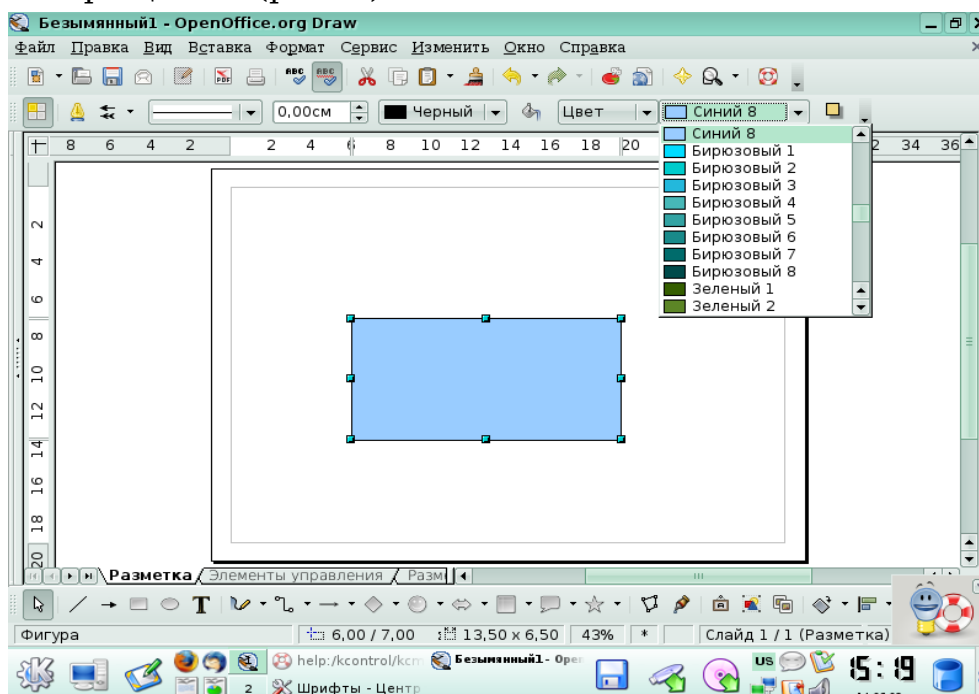 Безымянный1 - OpenOffice.org Draw
Файл Правка Вид Вставка Формат Сервис Изменить Окно Справка
0,00см Черный Цвет Синий 8
8 6 4 2 2 4 6 8 10 12 14 16 18 20 2 34 36
Синий 8
Бирюзовый 1
Бирюзовый 2
Бирюзовый 3
Бирюзовый 4
Бирюзовый 5
Бирюзовый 6
Бирюзовый 7
Бирюзовый 8
Зеленый 1
Зеленый 2
2
4
6
8
10
12
14
16
18
20
Разметка Элементы управления Разм
Фигура 6,00 / 7,00 13,50 x 6,50 43% * Слайд 1 / 1 (Разметка)
help:/kcontrol/kcm Безымянный1 - Open US 15:19
2 Шрифты - Центр